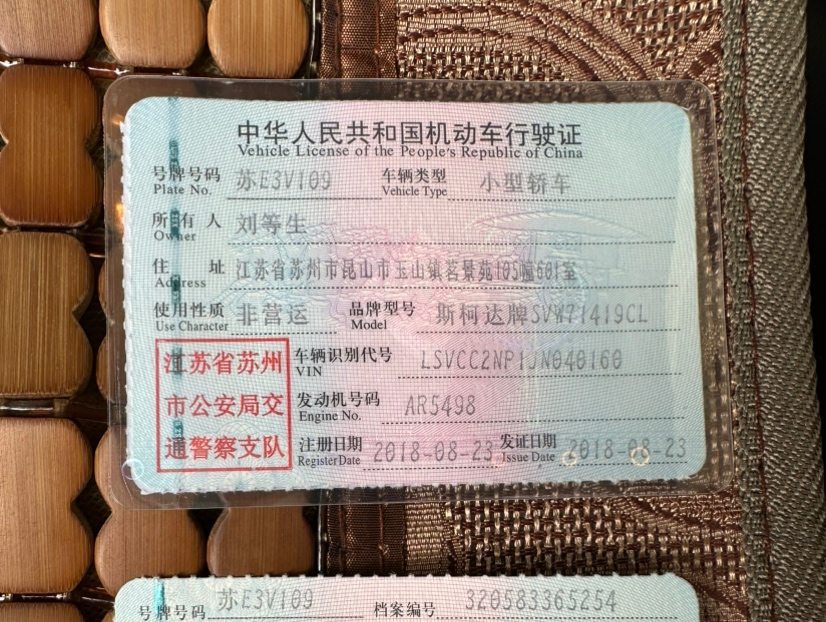 中华人民共和国机动车行驶证
Vehicle License of the People's Republic of China
号牌号码 苏E3V109 车辆类型 小型轿车
Plate No. Vehicle Type
所有人 刘等生
Owner
住址 江苏省苏州市昆山市玉山镇茗景苑105幢601室
Address
使用性质 非营运 品牌型号 斯柯达牌SVW71419CL
Use Character Model
江苏省苏州 车辆识别代号 LSVCC2NP1JN040160
VIN
市公安局交 发动机号码 AR5498
Engine No.
通警察支队 注册日期 2018-08-23 发证日期 2018-08-23
Register Date Issue Date
号牌号码 苏E3V109 档案编号 320583365254